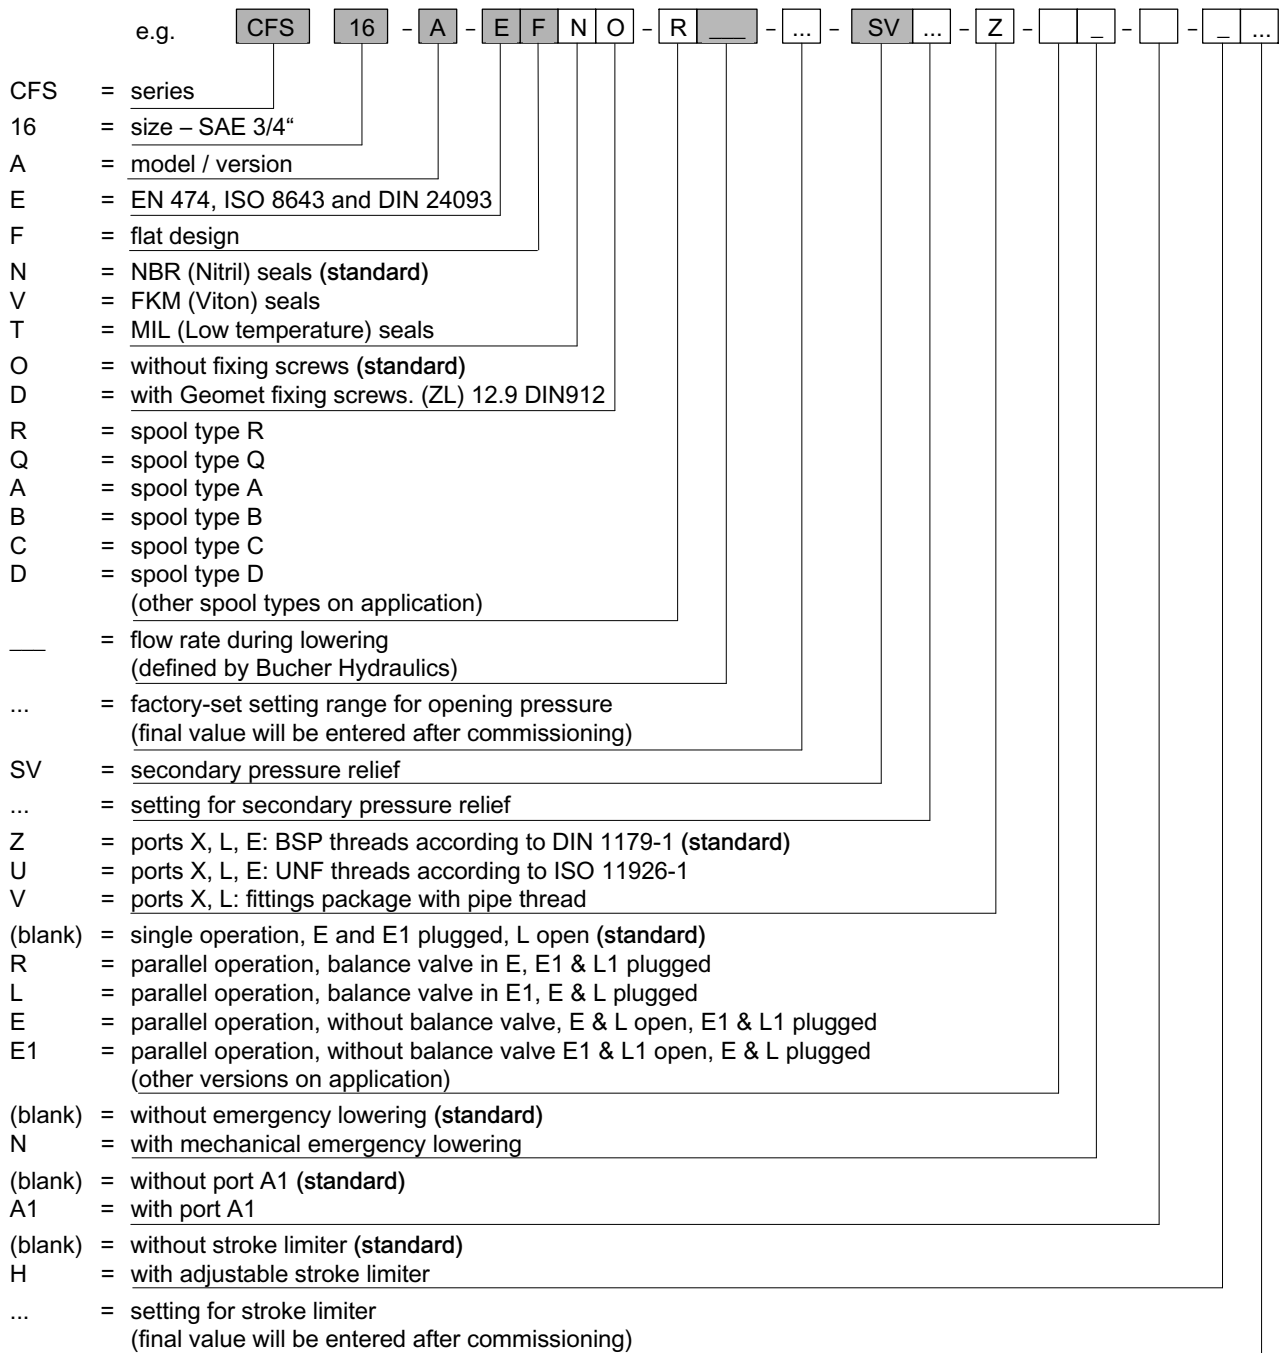 e.g. CFS 16 – A – E F N O – R ___ – ... – SV ... – Z – _ – – _ ...
CFS = series
16 = size – SAE 3/4“
A = model / version
E = EN 474, ISO 8643 and DIN 24093
F = flat design
N = NBR (Nitril) seals (standard)
V = FKM (Viton) seals
T = MIL (Low temperature) seals
O = without fixing screws (standard)
D = with Geomet fixing screws. (ZL) 12.9 DIN912
R = spool type R
Q = spool type Q
A = spool type A
B = spool type B
C = spool type C
D = spool type D
(other spool types on application)
___ = flow rate during lowering
(defined by Bucher Hydraulics)
... = factory-set setting range for opening pressure
(final value will be entered after commissioning)
SV = secondary pressure relief
... = setting for secondary pressure relief
Z = ports X, L, E: BSP threads according to DIN 1179-1 (standard)
U = ports X, L, E: UNF threads according to ISO 11926-1
V = ports X, L: fittings package with pipe thread
(blank) = single operation, E and E1 plugged, L open (standard)
R = parallel operation, balance valve in E, E1 & L1 plugged
L = parallel operation, balance valve in E1, E & L plugged
E = parallel operation, without balance valve, E & L open, E1 & L1 plugged
E1 = parallel operation, without balance valve E1 & L1 open, E & L plugged
(other versions on application)
(blank) = without emergency lowering (standard)
N = with mechanical emergency lowering
(blank) = without port A1 (standard)
A1 = with port A1
(blank) = without stroke limiter (standard)
H = with adjustable stroke limiter
... = setting for stroke limiter
(final value will be entered after commissioning)